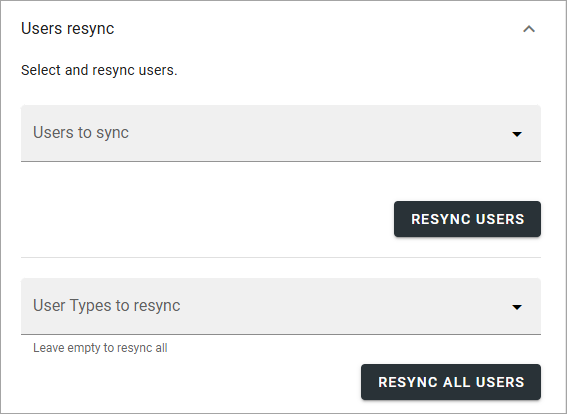 Users resync
Select and resync users.
Users to sync
RESYNC USERS
User Types to resync
Leave empty to resync all
RESYNC ALL USERS